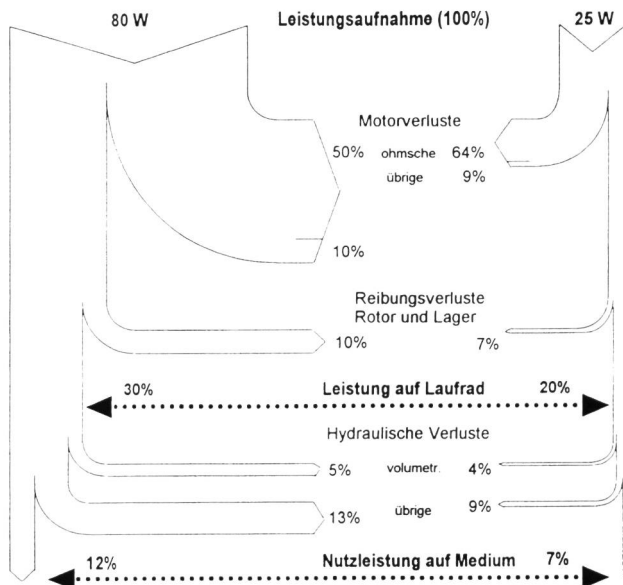 80 W Leistungsaufnahme (100%) 25 W
Motorverluste
50% ohmsche 64%
übrige 9%
10%
Reibungsverluste
Rotor und Lager
10% 7%
30% Leistung auf Laufrad 20%
Hydraulische Verluste
5% volumetr. 4%
13% übrige 9%
12% Nutzleistung auf Medium 7%